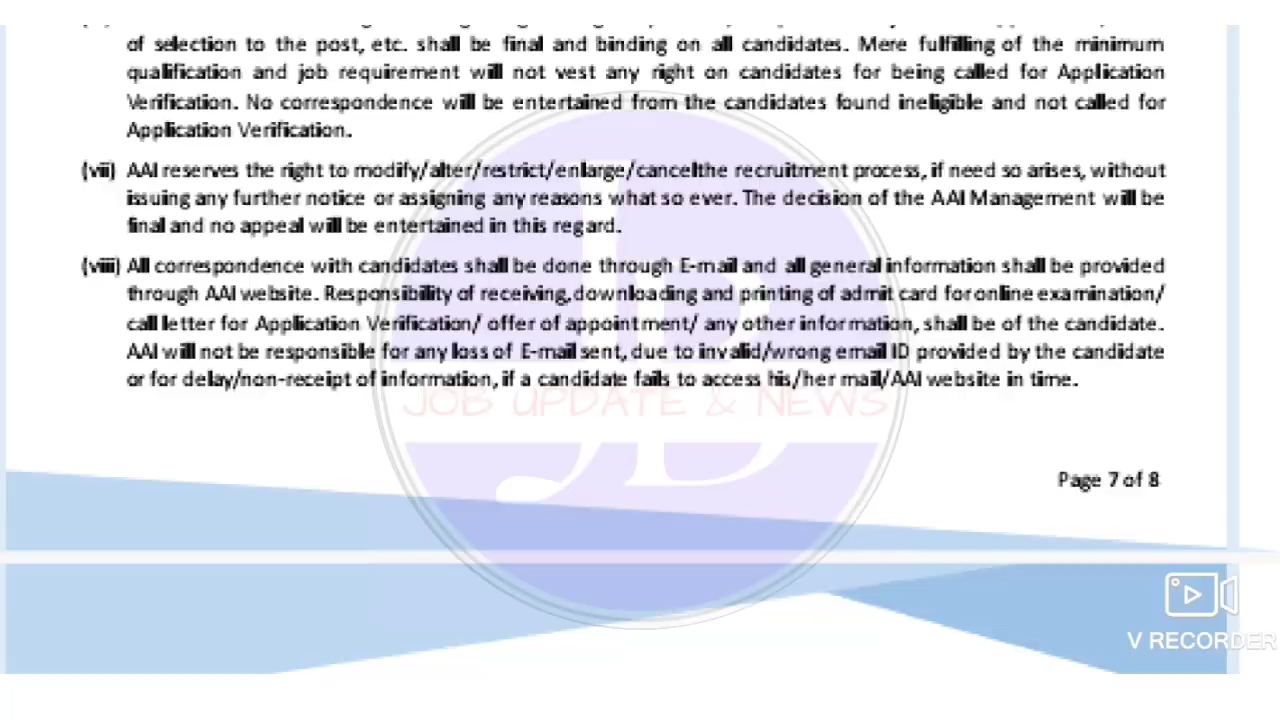 of selection to the post, etc. shall be final and binding on all candidates. Mere fulfilling of the minimum
qualification and job requirement will not vest any right on candidates for being called for Application
Verification. No correspondence will be entertained from the candidates found ineligible and not called for
Application Verification.
(vii) AAI reserves the right to modify/alter/restrict/enlarge/cancelthe recruitment process, if need so arises, without
issuing any further notice or assigning any reasons what so ever. The decision of the AAI Management will be
final and no appeal will be entertained in this regard.
(viii) All correspondence with candidates shall be done through E-mail and all general information shall be provided
through AAI website. Responsibility of receiving, downloading and printing of admit card for online examination/
call letter for Application Verification/ offer of appointment/ any other information, shall be of the candidate.
AAI will not be responsible for any loss of E-mail sent, due to invalid/wrong email ID provided by the candidate
or for delay/non-receipt of information, if a candidate fails to access his/her mail/AAI website in time.
JOB UPDATE & NEWS
JB
Page 7 of 8
V RECORDER